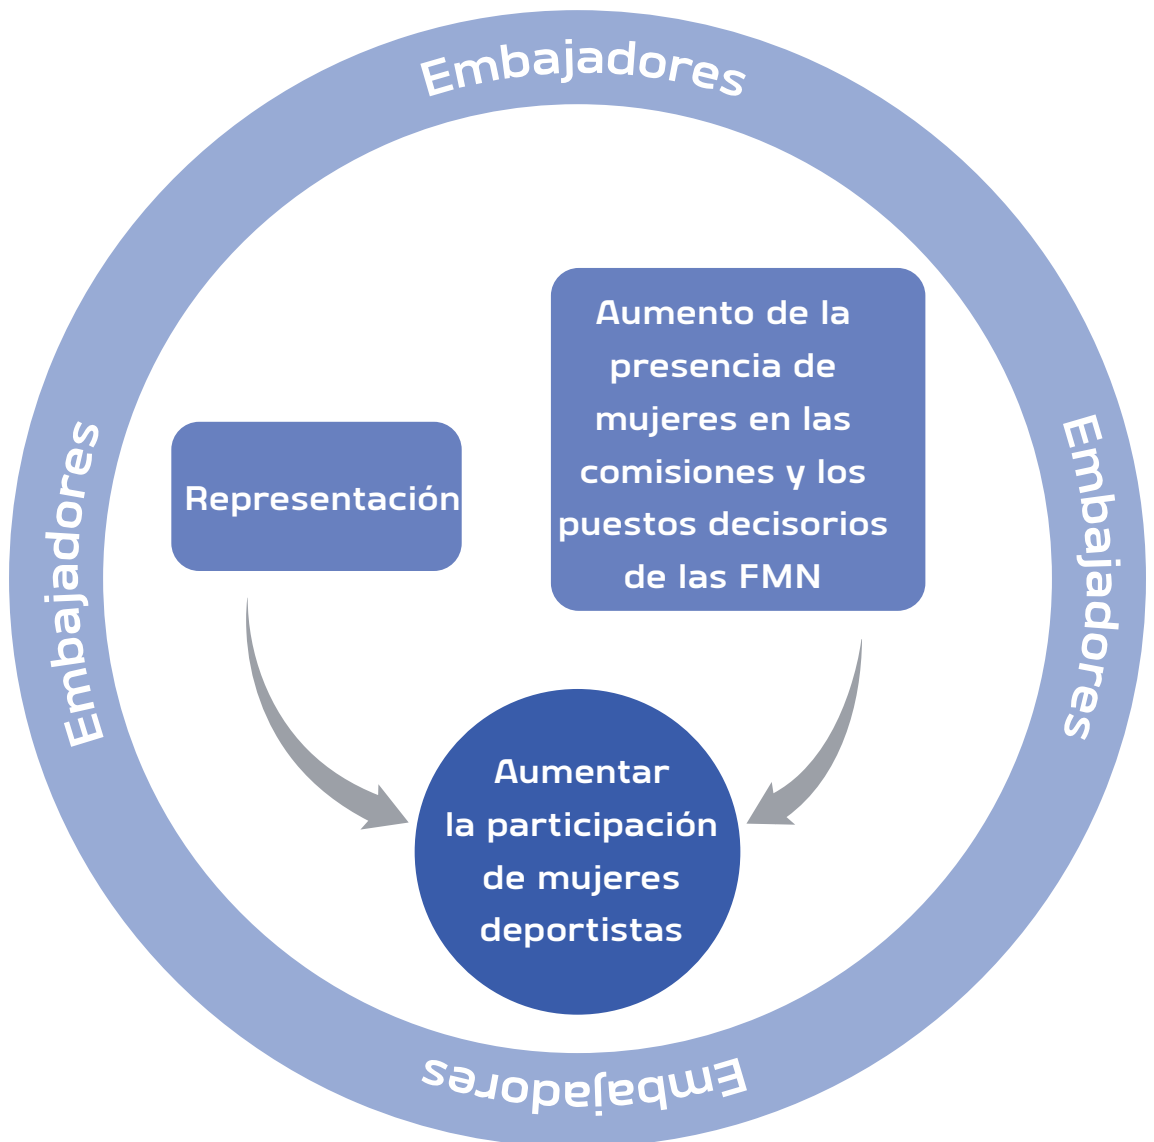 Embajadores
Aumento de la
presencia de
mujeres en las
comisiones y los
puestos decisorios
de las FMN
Representación
Embajadores
Embajadores
Aumentar
la participación
de mujeres
deportistas
Embajadores